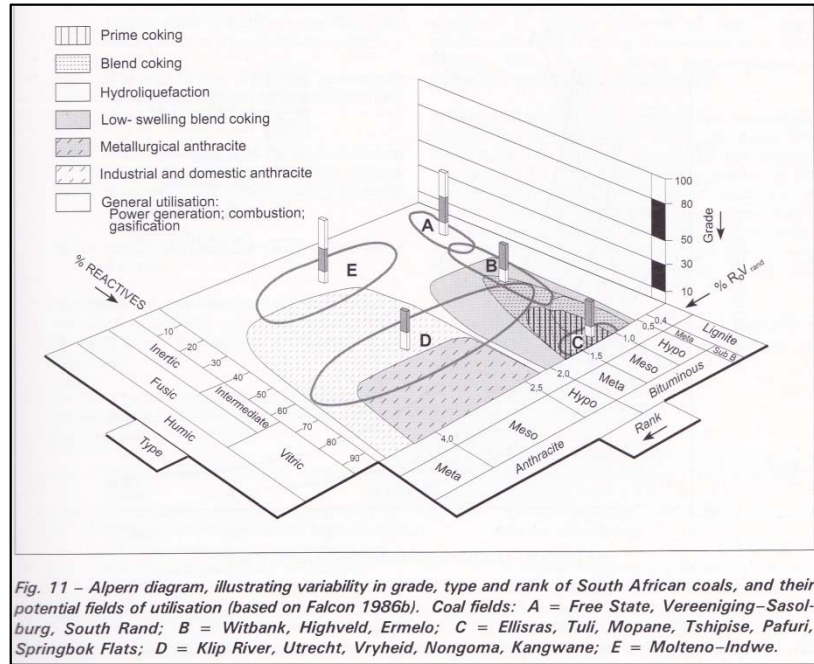 Prime coking
Blend coking
Hydroliquefaction
Low- swelling blend coking
Metallurgical anthracite
Industrial and domestic anthracite
General utilisation:
Power generation; combustion;
gasification
100
80
50
30
10
Grade
% RoV rand
% REACTIVES
A
B
C
D
E
10
20
30
40
50
60
70
80
90
Inertic
Intermediate
Vitric
Fusic
Humic
Type
0,4
0,5
1,0
1,5
2,0
2,5
4,0
Lignite
Meta
Sub B
Hypo
Meso
Meta
Bituminous
Hypo
Meso
Meta
Anthracite
Rank
Fig. 11 – Alpern diagram, illustrating variability in grade, type and rank of South African coals, and their
potential fields of utilisation (based on Falcon 1986b). Coal fields: A = Free State, Vereeniging–Sasol-
burg, South Rand; B = Witbank, Highveld, Ermelo; C = Ellisras, Tuli, Mopane, Tshipise, Pafuri,
Springbok Flats; D = Klip River, Utrecht, Vryheid, Nongoma, Kangwane; E = Molteno-Indwe.